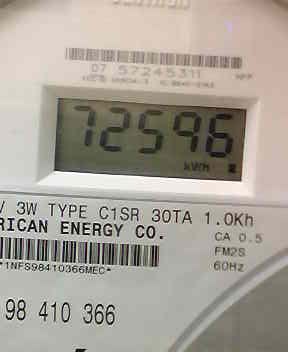 07 57245311
72596
kWh
V 3W TYPE C1SR 30TA 1.0Kh
RICAN ENERGY CO.
CA 0.5
FM2S
60Hz
*1NFS98410366MEC*
98 410 366